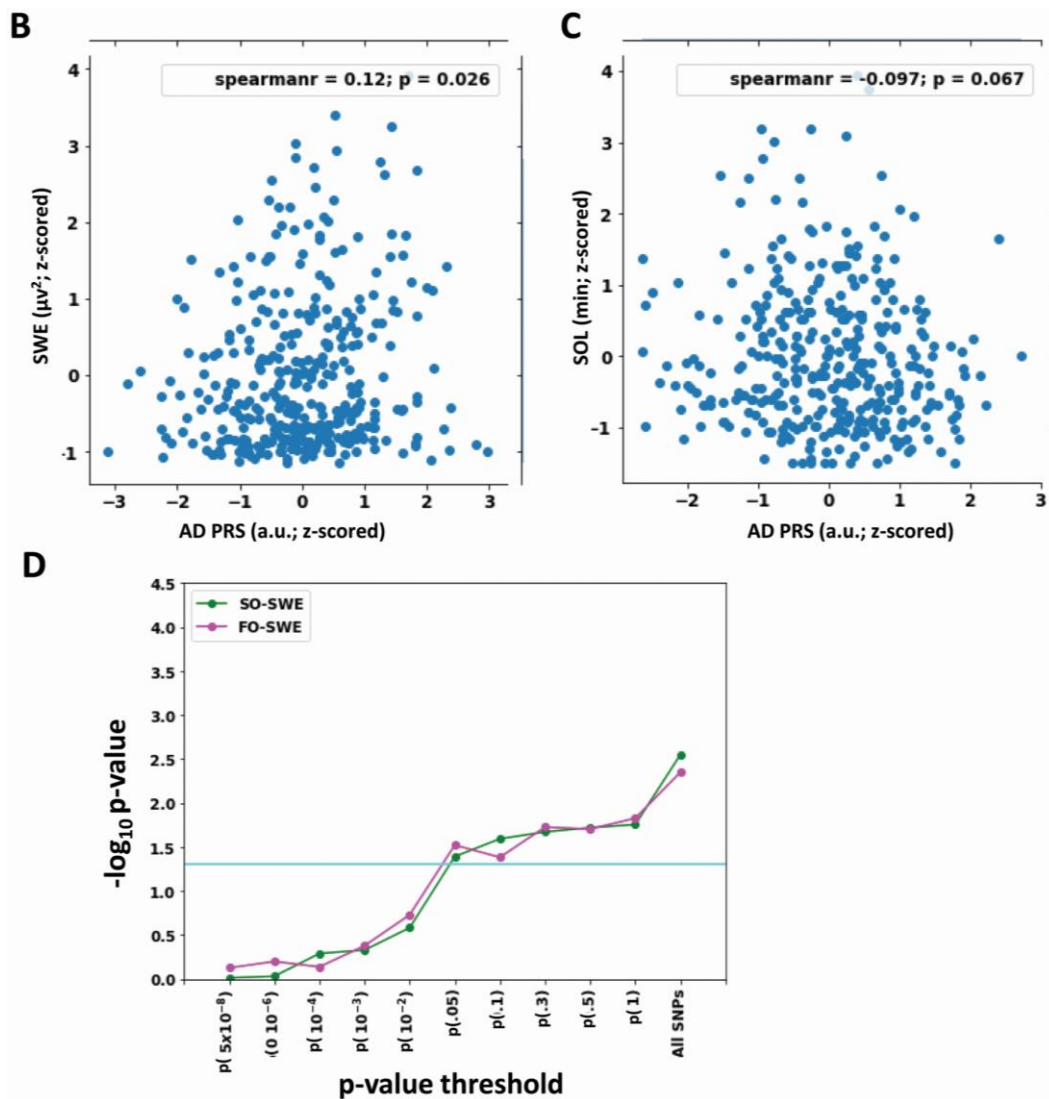 B
C
spearmanr = 0.12; p = 0.026
spearmanr = -0.097; p = 0.067
4
3
2
1
0
-1
SWE (μv²; z-scored)
−3 −2 −1 0 1 2 3
AD PRS (a.u.; z-scored)
4
3
2
1
0
−1
SOL (min; z-scored)
−2 −1 0 1 2 3
AD PRS (a.u.; z-scored)
D
SO-SWE
FO-SWE
4.5
4.0
3.5
3.0
2.5
2.0
1.5
1.0
0.5
0.0
-log₁₀ p-value
p( 5x10⁻⁸)
)(0 10⁻⁶)
p(10⁻⁴)
p(10⁻³)
p(10⁻²)
p(.05)
p(.1)
p(.3)
p(.5)
p( 1)
All SNPs
p-value threshold